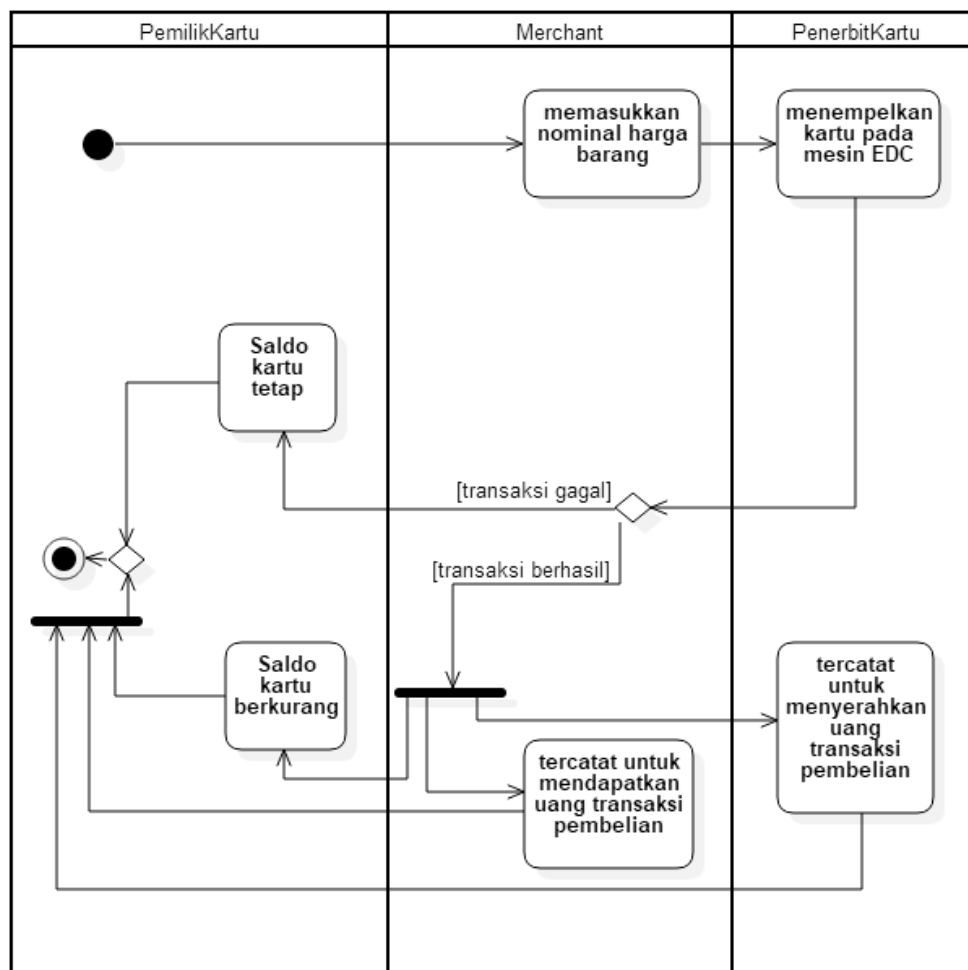 PemilikKartu
Merchant
PenerbitKartu
memasukkan
nominal harga
barang
menempelkan
kartu pada
mesin EDC
Saldo
kartu
tetap
[transaksi gagal]
[transaksi berhasil]
Saldo
kartu
berkurang
tercatat untuk
mendapatkan
uang transaksi
pembelian
tercatat
untuk
menyerahkan
uang
transaksi
pembelian